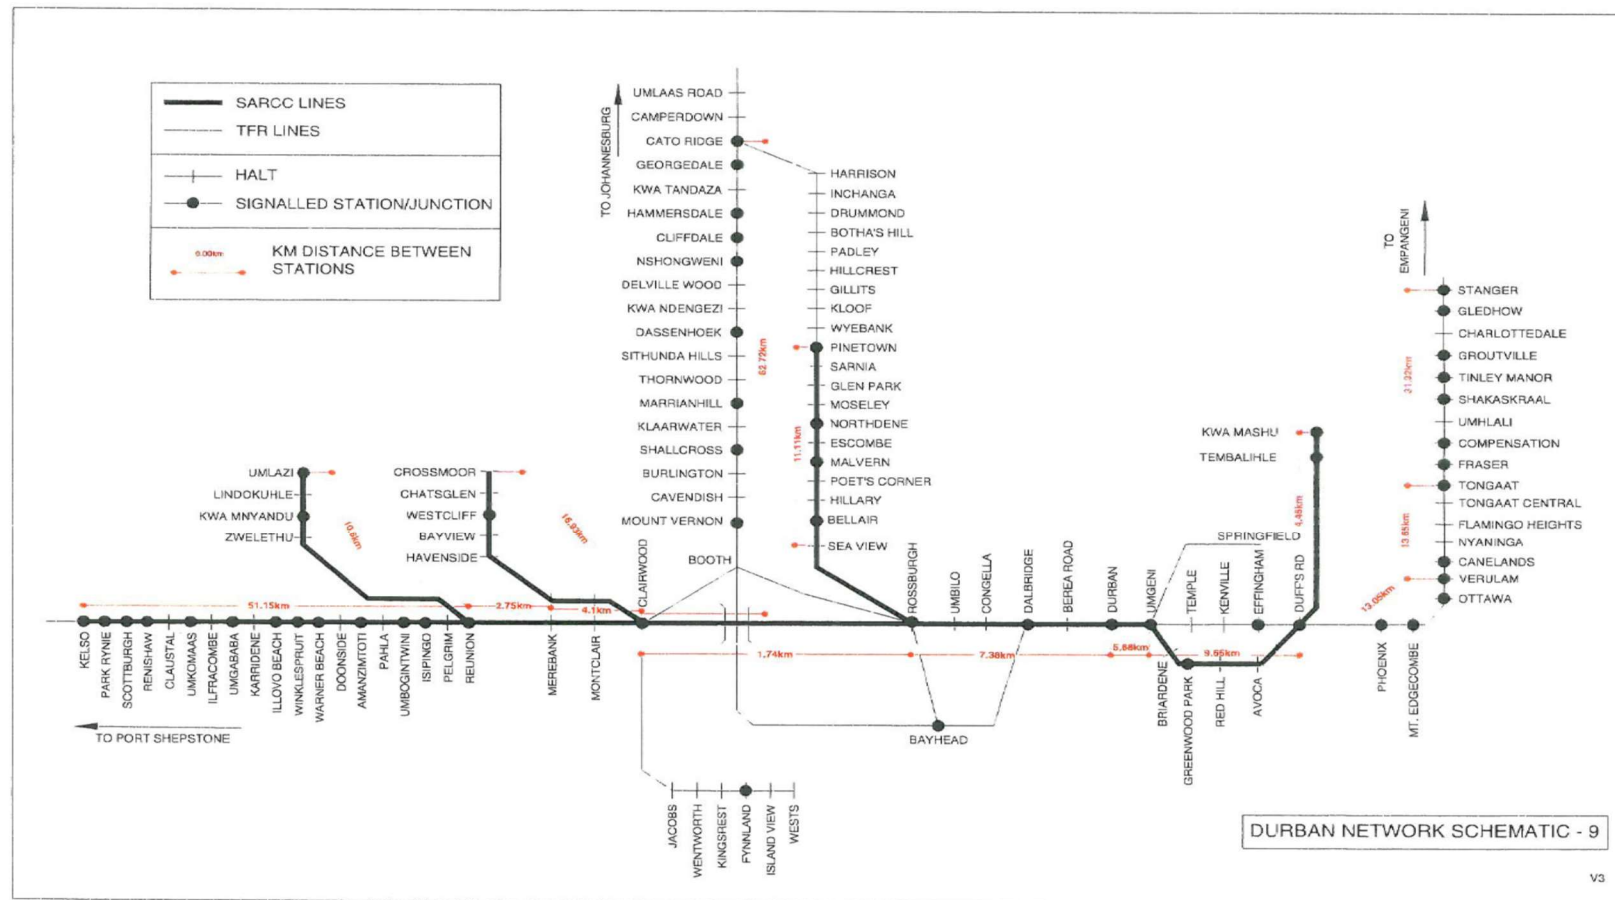 SARCC LINES
TFR LINES
HALT
SIGNALLED STATION/JUNCTION
0.00km
KM DISTANCE BETWEEN
STATIONS
TO JOHANNESBURG
UMLAAS ROAD
CAMPERDOWN
CATO RIDGE
GEORGEDALE
KWA TANDAZA
HAMMERSDALE
CLIFFDALE
NSHONGWENI
DELVILLE WOOD
KWA NDENGEZI
DASSENHOEK
SITHUNDA HILLS
THORNWOOD
MARRIANHILL
KLAARWATER
SHALLCROSS
BURLINGTON
CAVENDISH
MOUNT VERNON
BOOTH
62.72km
HARRISON
INCHANGA
DRUMMOND
BOTHA'S HILL
PADLEY
HILLCREST
GILLITS
KLOOF
WYEBANK
PINETOWN
SARNIA
GLEN PARK
MOSELEY
NORTHDENE
ESCOMBE
MALVERN
POET'S CORNER
HILLARY
BELLAIR
SEA VIEW
11.11km
TO
EMPANGENI
STANGER
GLEDHOW
CHARLOTTEDALE
GROUTVILLE
TINLEY MANOR
SHAKASKRAAL
UMHLALI
COMPENSATION
FRASER
TONGAAT
TONGAAT CENTRAL
FLAMINGO HEIGHTS
NYANINGA
CANELANDS
VERULAM
OTTAWA
13.05km
KWA MASHU
TEMBALIHLE
SPRINGFIELD
UMLAZI
LINDOKUHLE
KWA MNYANDU
ZWELETHU
10.6km
CROSSMOOR
CHATSGLEN
WESTCLIFF
BAYVIEW
HAVENSIDE
16.93km
51.15km
2.75km
4.1km
CLAIRWOOD
ROSSBURGH
UMBILO
CONGELLA
DALBRIDGE
BEREA ROAD
DURBAN
UMGENI
TEMPLE
KENVILLE
EFFINGHAM
DUFF'S RD
1.74km
7.38km
9.65km
KELSO
PARK RYNIE
SCOTTBURGH
RENISHAW
CLAUSTAL
UMKOMAAS
ILFRACOMBE
UMGABABA
KARIDENE
ILLOVO BEACH
WINKLESPRUIT
WARNER BEACH
DOONSIDE
AMANZIMTOTI
PAHLA
UMBOGINTWINI
ISIPINGO
PELGRIM
REUNION
MEREBANK
MONTCLAIR
BRIARDENE
GREENWOOD PARK
RED HILL
AVOCA
PHOENIX
MT. EDGECOMBE
TO PORT SHEPSTONE
BAYHEAD
JACOBS
WENTWORTH
KINGSREST
FYNNLAND
ISLAND VIEW
WESTS
DURBAN NETWORK SCHEMATIC - 9
V3